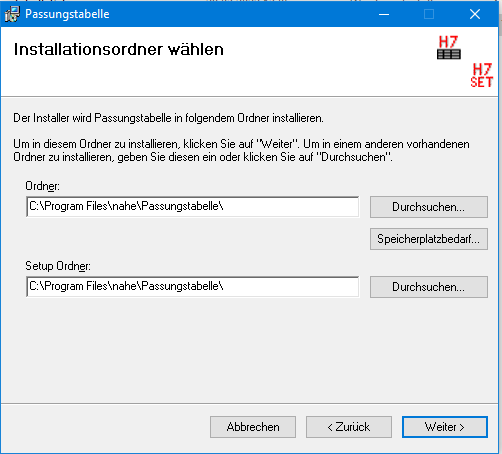 Passungstabelle
Installationsordner wählen
H7
H7
SET
Der Installer wird Passungstabelle in folgendem Ordner installieren.
Um in diesem Ordner zu installieren, klicken Sie auf "Weiter". Um in einem anderen vorhandenen
Ordner zu installieren, geben Sie diesen ein oder klicken Sie auf "Durchsuchen".
Ordner:
C:\Program Files\nahe\Passungstabelle\
Durchsuchen...
Speicherplatzbedarf...
Setup Ordner:
C:\Program Files\nahe\Passungstabelle\
Durchsuchen...
Abbrechen
< Zurück
Weiter >